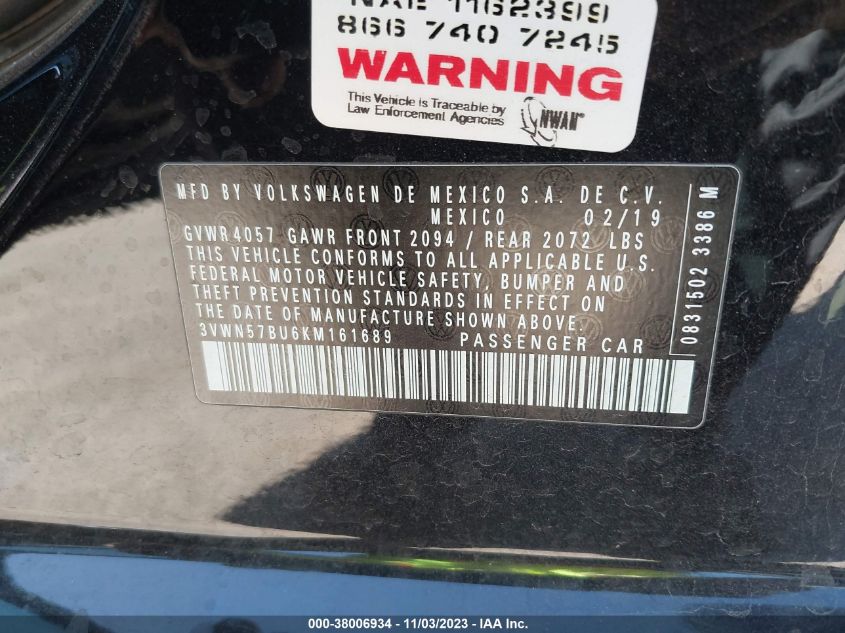 1162399
866 740 7245
WARNING
This Vehicle is Traceable by
Law Enforcement Agencies
NWAN®
MFD BY VOLKSWAGEN DE MEXICO S.A. DE C.V.
MEXICO 02/19
GVWR 4057 GAWR FRONT 2094 / REAR 2072 LBS
THIS VEHICLE CONFORMS TO ALL APPLICABLE U.S.
FEDERAL MOTOR VEHICLE SAFETY, BUMPER AND
THEFT PREVENTION STANDARDS IN EFFECT ON
THE DATE OF MANUFACTURE SHOWN ABOVE.
3VWN57BU6KM161689 PASSENGER CAR
0831502 3386 M
000-38006934 - 11/03/2023 - IAA Inc.